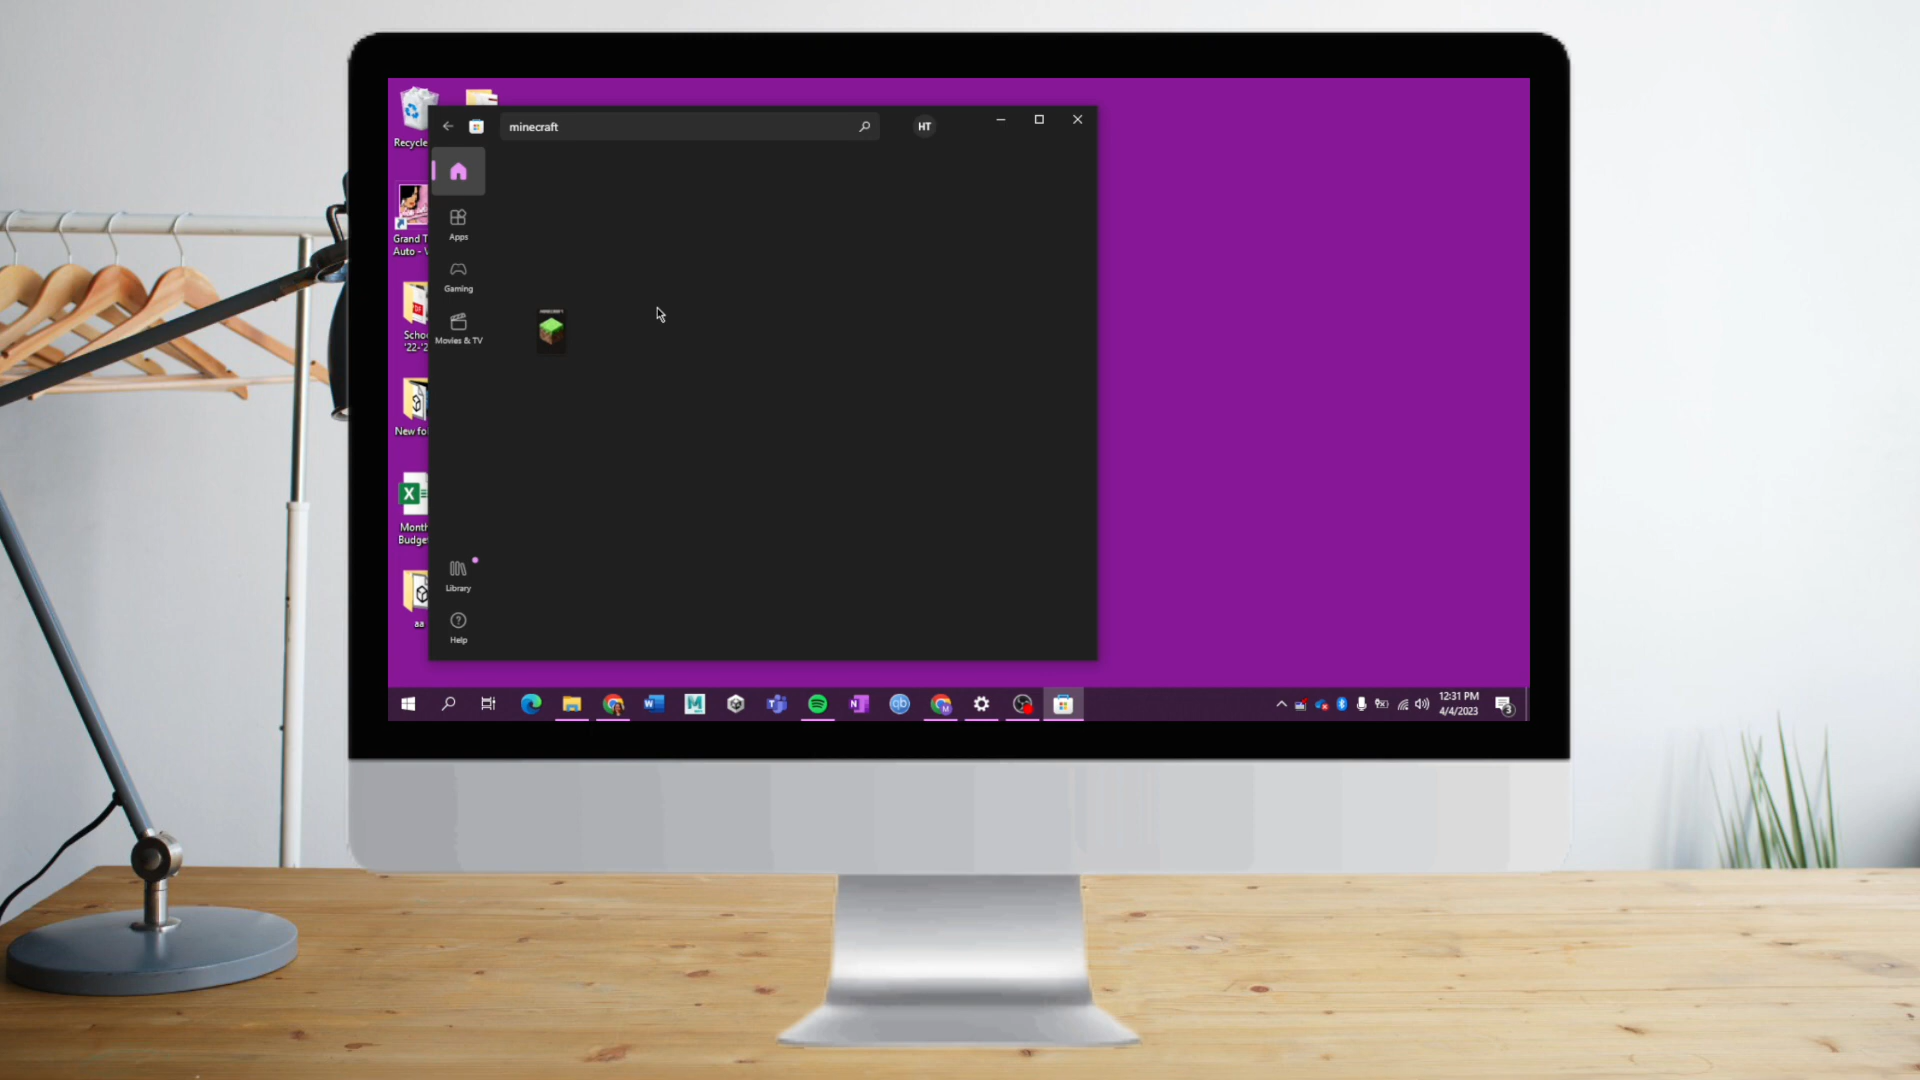 minecraft
HT
Recycle
Apps
Grand T
Auto - V
Gaming
Schoo
'22-'2
Movies & TV
New fo
Month
Budge
Library
aa
Help
12:31 PM
4/4/2023
3